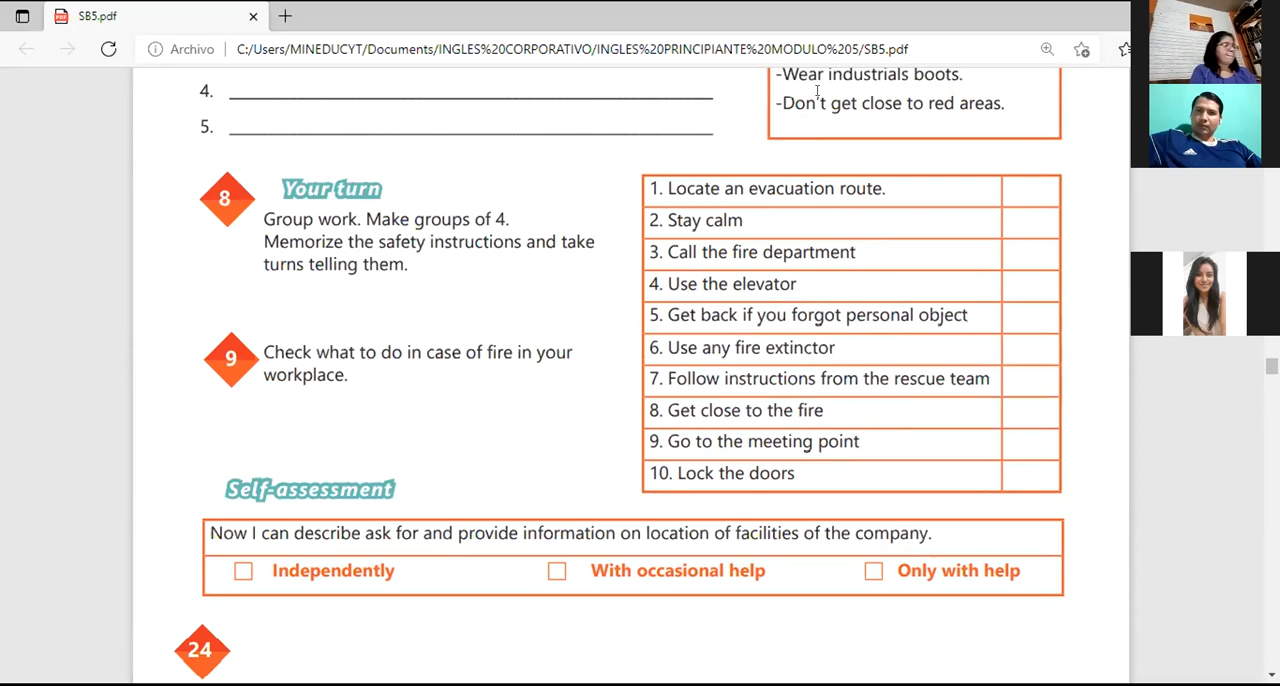 SB5.pdf
Archivo
C:/Users/MINEDUCYT/Documents/INGLES%20CORPORATIVO/INGLES%20PRINCIPIANTE%20MODULO%205/SB5.pdf
4. ____
5. ____
-Wear industrials boots.
-Don't get close to red areas.
8
Your turn
Group work. Make groups of 4.
Memorize the safety instructions and take
turns telling them.
9
Check what to do in case of fire in your
workplace.
1. Locate an evacuation route.
2. Stay calm
3. Call the fire department
4. Use the elevator
5. Get back if you forgot personal object
6. Use any fire extinctor
7. Follow instructions from the rescue team
8. Get close to the fire
9. Go to the meeting point
10. Lock the doors
Self-assessment
Now I can describe ask for and provide information on location of facilities of the company.
Independently
With occasional help
Only with help
24